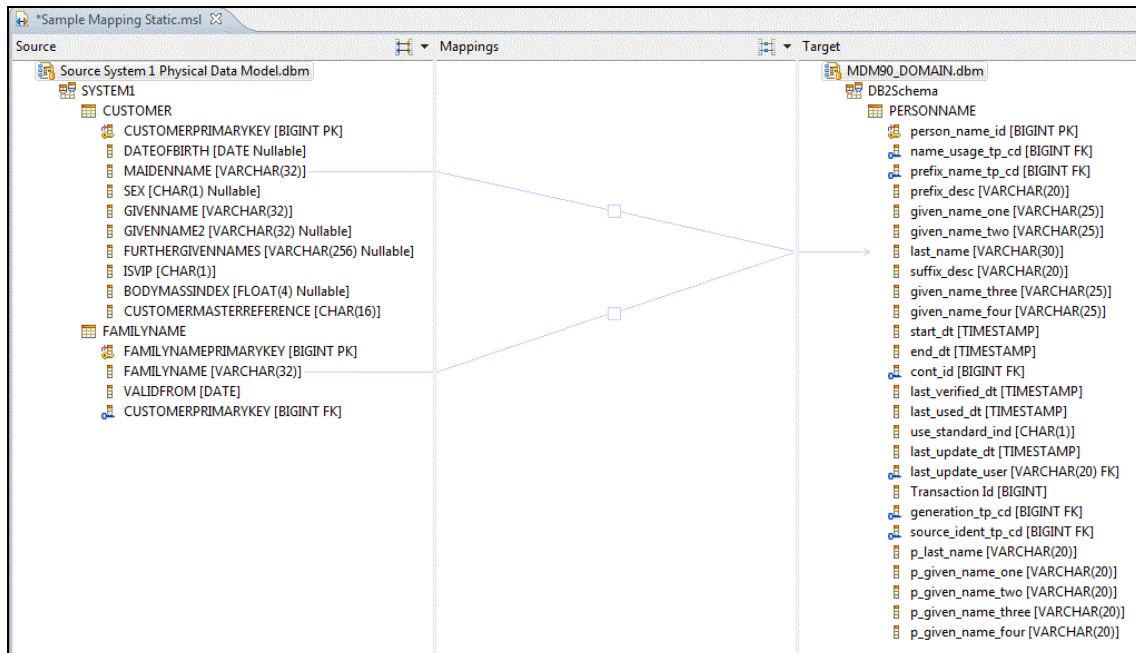 *Sample Mapping Static.msl
Source
Mappings
Target
Source System 1 Physical Data Model.dbm
SYSTEM1
CUSTOMER
CUSTOMERPRIMARYKEY [BIGINT PK]
DATEOFBIRTH [DATE Nullable]
MAIDENNAME [VARCHAR(32)]
SEX [CHAR(1) Nullable]
GIVENNAME [VARCHAR(32)]
GIVENNAME2 [VARCHAR(32) Nullable]
FURTHERGIVENNAMES [VARCHAR(256) Nullable]
ISVIP [CHAR(1)]
BODYMASSINDEX [FLOAT(4) Nullable]
CUSTOMERMASTERREFERENCE [CHAR(16)]
FAMILYNAME
FAMILYNAMEPRIMARYKEY [BIGINT PK]
FAMILYNAME [VARCHAR(32)]
VALIDFROM [DATE]
CUSTOMERPRIMARYKEY [BIGINT FK]
MDM90_DOMAIN.dbm
DB2Schema
PERSONNAME
person_name_id [BIGINT PK]
name_usage_tp_cd [BIGINT FK]
prefix_name_tp_cd [BIGINT FK]
prefix_desc [VARCHAR(20)]
given_name_one [VARCHAR(25)]
given_name_two [VARCHAR(25)]
last_name [VARCHAR(30)]
suffix_desc [VARCHAR(20)]
given_name_three [VARCHAR(25)]
given_name_four [VARCHAR(25)]
start_dt [TIMESTAMP]
end_dt [TIMESTAMP]
cont_id [BIGINT FK]
last_verified_dt [TIMESTAMP]
last_used_dt [TIMESTAMP]
use_standard_ind [CHAR(1)]
last_update_dt [TIMESTAMP]
last_update_user [VARCHAR(20) FK]
Transaction Id [BIGINT]
generation_tp_cd [BIGINT FK]
source_ident_tp_cd [BIGINT FK]
p_last_name [VARCHAR(20)]
p_given_name_one [VARCHAR(20)]
p_given_name_two [VARCHAR(20)]
p_given_name_three [VARCHAR(20)]
p_given_name_four [VARCHAR(20)]